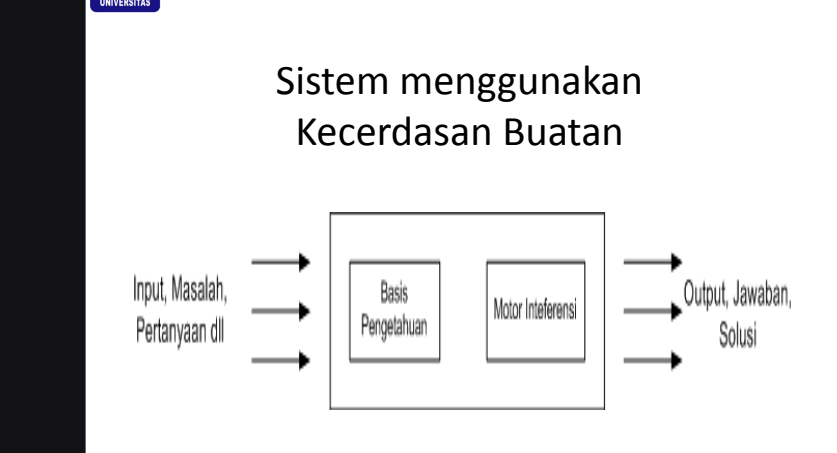 UNIVERSITAS
Sistem menggunakan
Kecerdasan Buatan
Input, Masalah,
Pertanyaan dll
Basis
Pengetahuan
Motor Inteferensi
Output, Jawaban,
Solusi